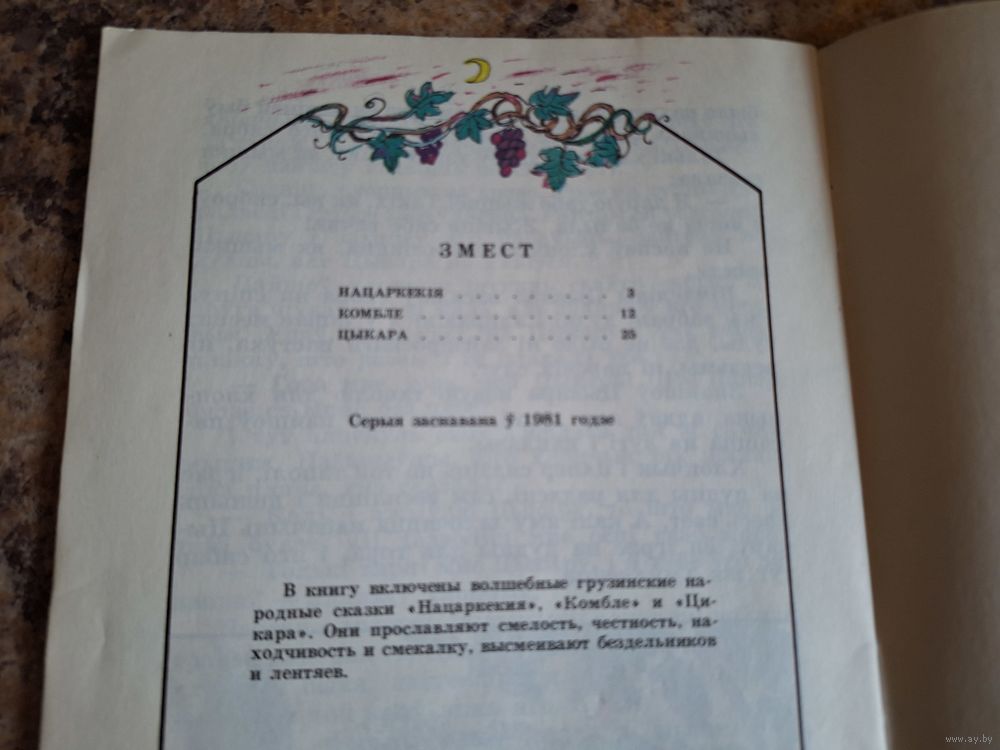 ЗМЕСТ
НАЦАРКЕКІЯ . . . . . . . . . . 3
КОМБЛЕ . . . . . . . . . . . . 12
ЦЫКАРА . . . . . . . . . . . . 25
Серыя заснавана ў 1981 годзе
В книгу включены волшебные грузинские на-
родные сказки «Нацаркекия», «Комбле» и «Ци-
кара». Они прославляют смелость, честность, на-
ходчивость и смекалку, высмеивают бездельников
и лентяев.
www.ay.by